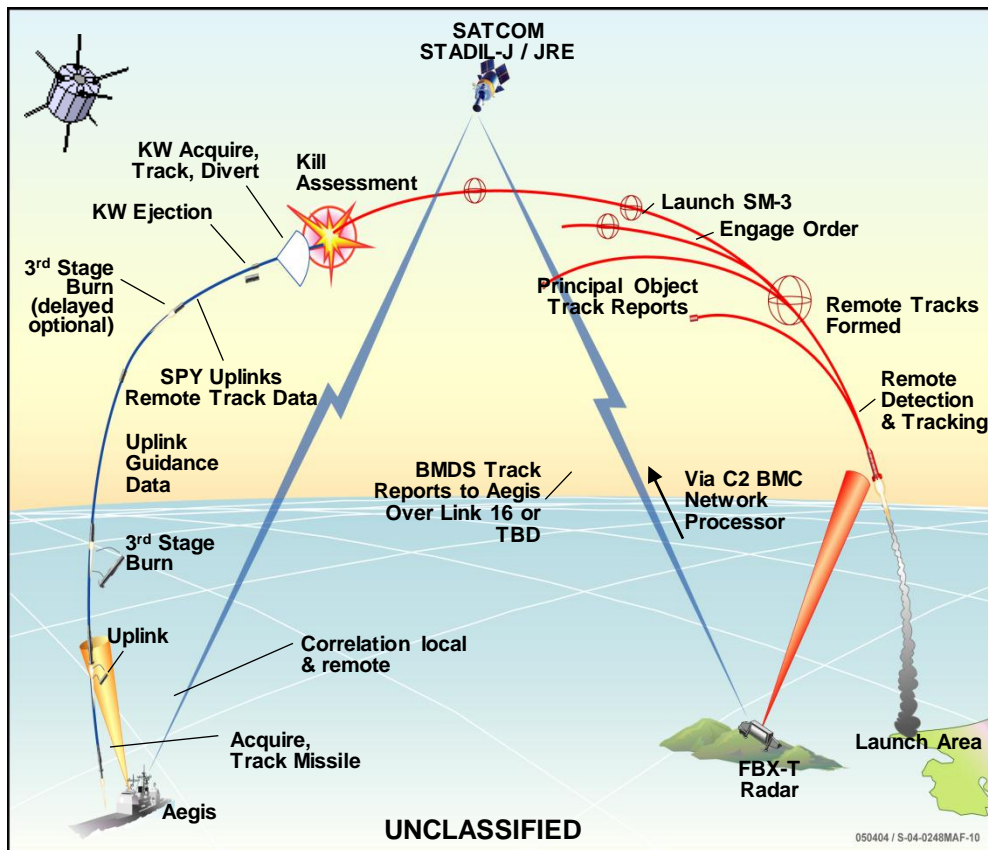 SATCOM
STADIL-J / JRE
KW Acquire,
Track, Divert
Kill
Assessment
KW Ejection
Launch SM-3
Engage Order
3rd Stage
Burn
(delayed
optional)
Principal Object
Track Reports
Remote Tracks
Formed
SPY Uplinks
Remote Track Data
Remote
Detection
& Tracking
Uplink
Guidance
Data
BMDS Track
Reports to Aegis
Over Link 16 or
TBD
Via C2 BMC
Network
Processor
3rd Stage
Burn
Uplink
Correlation local
& remote
Acquire,
Track Missile
Launch Area
FBX-T
Radar
Aegis
UNCLASSIFIED
050404 / S-04-0248MAF-10